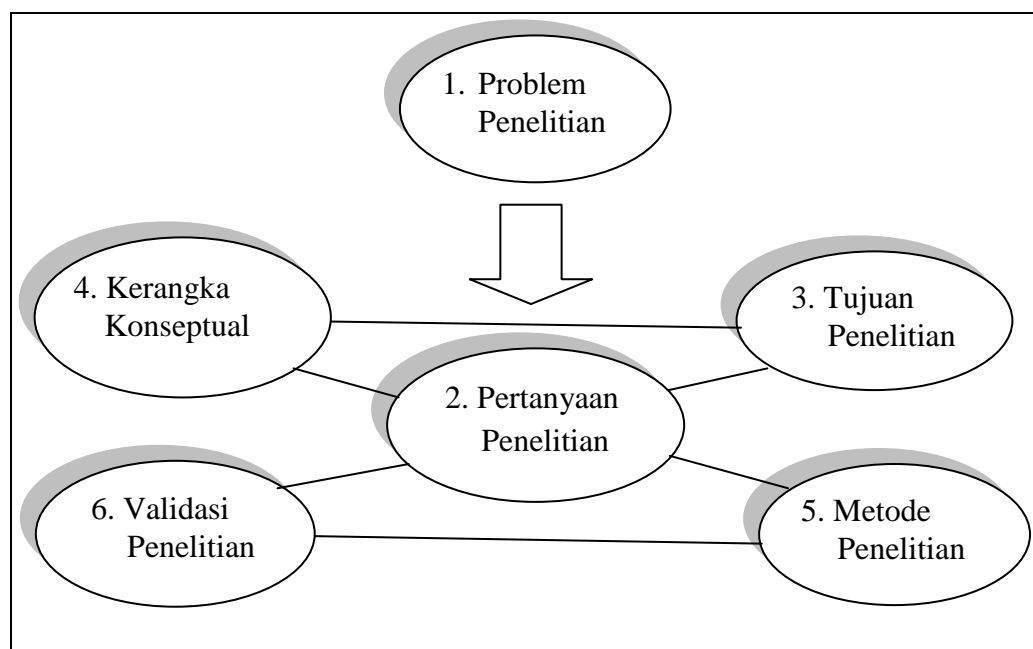 1. Problem
Penelitian
4. Kerangka
Konseptual
3. Tujuan
Penelitian
2. Pertanyaan
Penelitian
6. Validasi
Penelitian
5. Metode
Penelitian